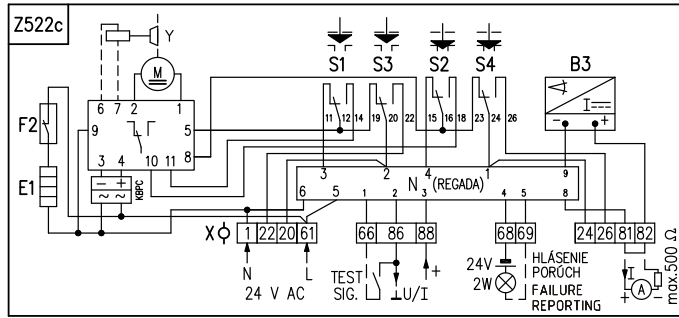 Z522c
Y
M
S1 S3 S2 S4 B3
F2
E1
6 7 2 1
9 5
8
3 4 10 11
KBPC
− +
~ ~
11 12 14 19 20 22 15 16 18 23 24 26
I
− +
3 2 4 1 9
N (REGADA)
6 5 1 2 3 4 5 8
X 1 22 20 61 66 86 88 68 69 24 26 81 82
N L
24 V AC
TEST
SIG.
U/I
+
24V
2W
HLÁSENIE
PORÚCH
FAILURE
REPORTING
I
+ A −
max.500 Ω